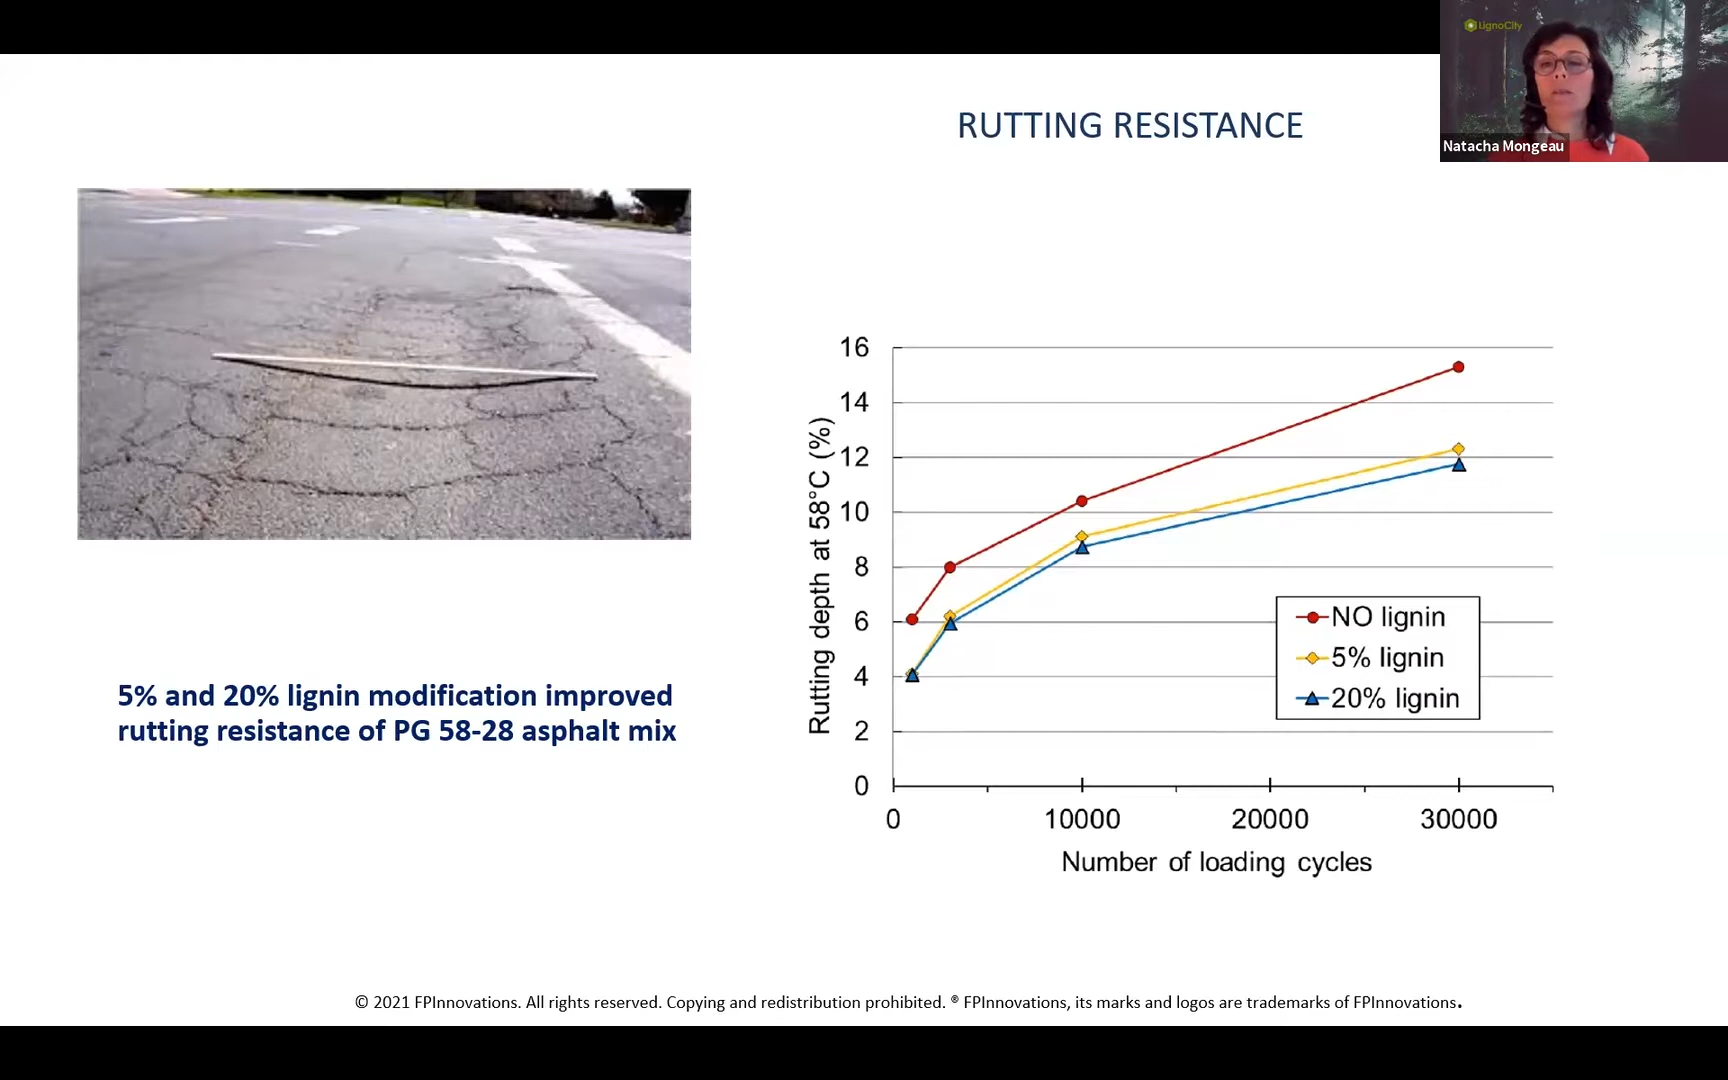 LignoCity
Natacha Mongeau
RUTTING RESISTANCE
5% and 20% lignin modification improved
rutting resistance of PG 58-28 asphalt mix
Rutting depth at 58°C (%)
16
14
12
10
8
6
4
2
0
NO lignin
5% lignin
20% lignin
0 10000 20000 30000
Number of loading cycles
© 2021 FPInnovations. All rights reserved. Copying and redistribution prohibited. ® FPInnovations, its marks and logos are trademarks of FPInnovations.